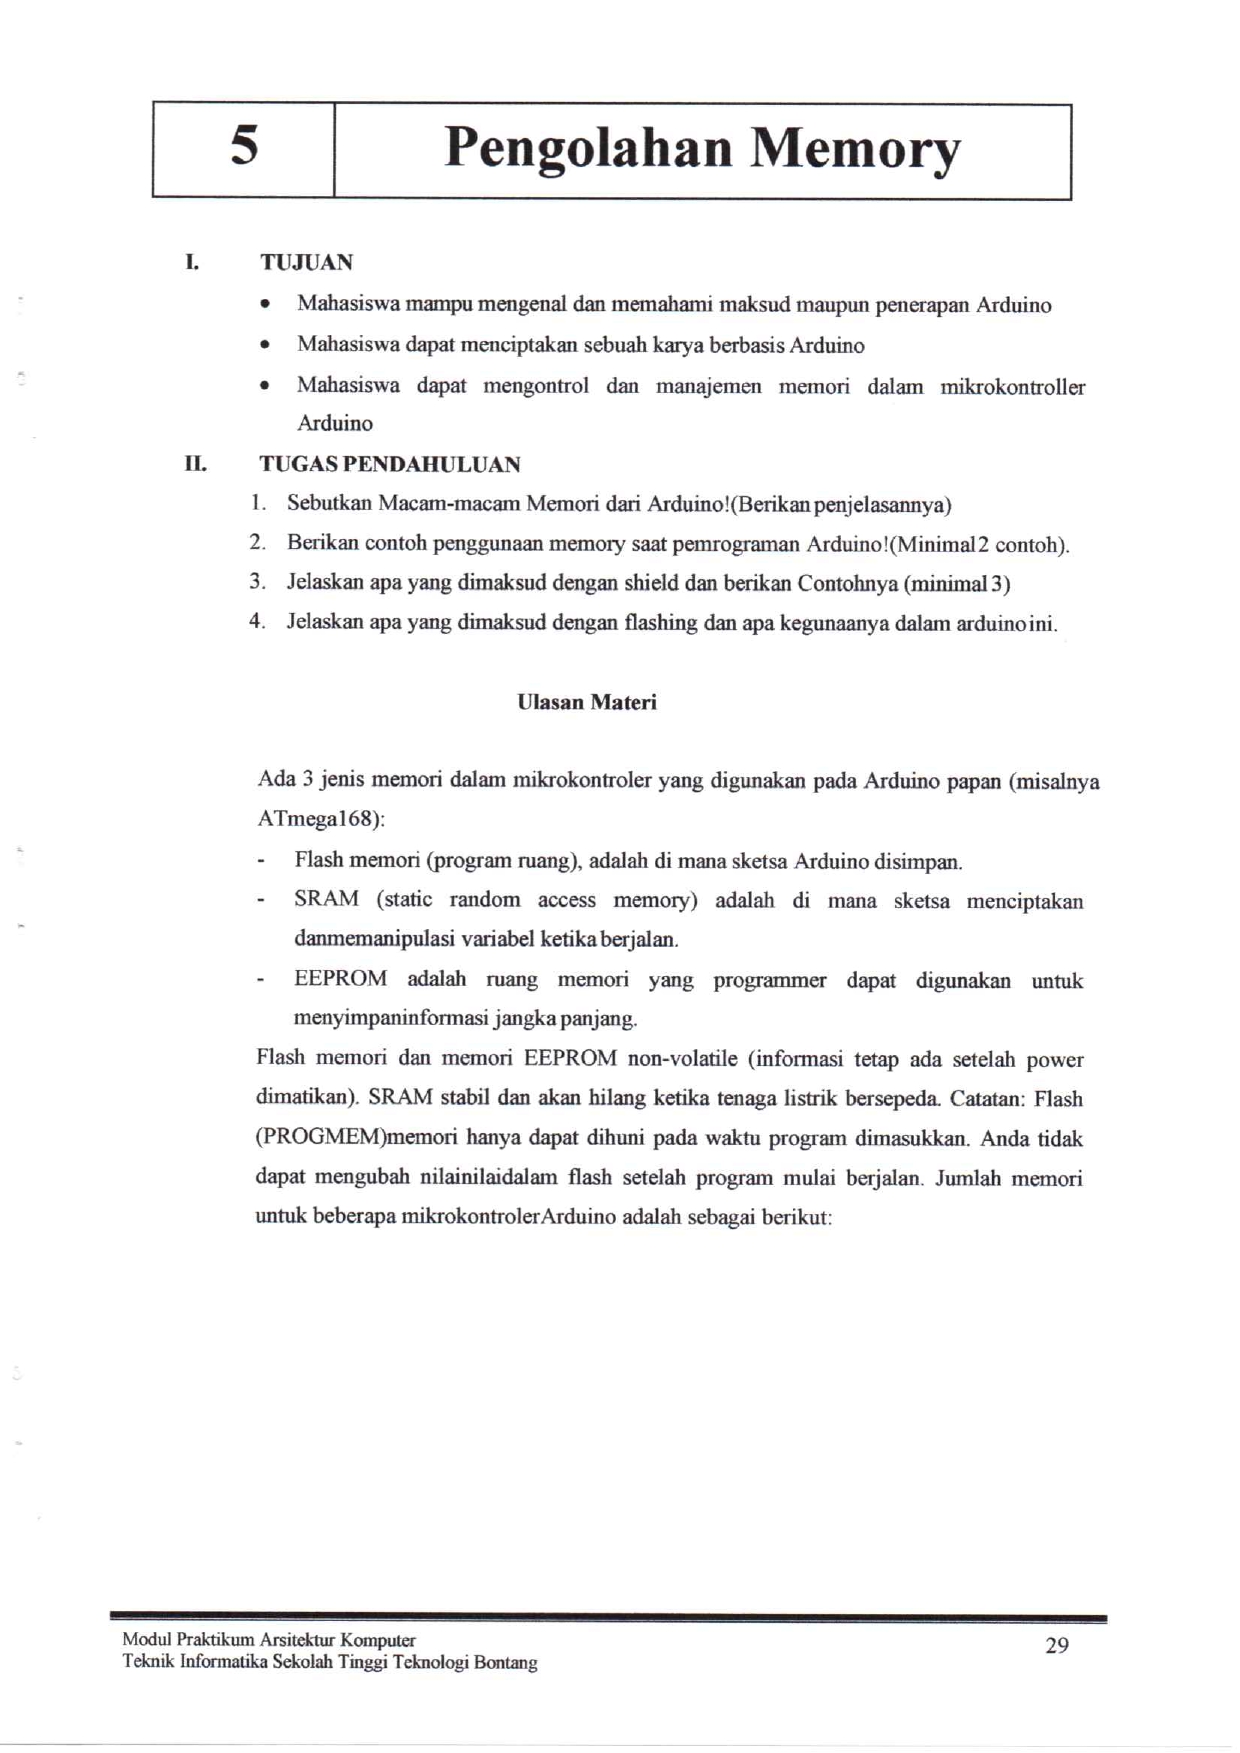 5 Pengolahan Memory
I. TUJUAN
• Mahasiswa mampu mengenal dan memahami maksud maupun penerapan Arduino
• Mahasiswa dapat menciptakan sebuah karya berbasis Arduino
• Mahasiswa dapat mengontrol dan manajemen memori dalam mikrokontroller
Arduino
II. TUGAS PENDAHULUAN
1. Sebutkan Macam-macam Memori dari Arduino!(Berikan penjelasannya)
2. Berikan contoh penggunaan memory saat pemrograman Arduino!(Minimal 2 contoh).
3. Jelaskan apa yang dimaksud dengan shield dan berikan Contohnya (minimal 3)
4. Jelaskan apa yang dimaksud dengan flashing dan apa kegunaanya dalam arduino ini.
Ulasan Materi
Ada 3 jenis memori dalam mikrokontroler yang digunakan pada Arduino papan (misalnya
ATmega168):
- Flash memori (program ruang), adalah di mana sketsa Arduino disimpan.
- SRAM (static random access memory) adalah di mana sketsa menciptakan
danmemanipulasi variabel ketika berjalan.
- EEPROM adalah ruang memori yang programmer dapat digunakan untuk
menyimpaninformasi jangka panjang.
Flash memori dan memori EEPROM non-volatile (informasi tetap ada setelah power
dimatikan). SRAM stabil dan akan hilang ketika tenaga listrik bersepeda. Catatan: Flash
(PROGMEM)memori hanya dapat dihuni pada waktu program dimasukkan. Anda tidak
dapat mengubah nilainilaidalam flash setelah program mulai berjalan. Jumlah memori
untuk beberapa mikrokontrolerArduino adalah sebagai berikut:
Modul Praktikum Arsitektur Komputer
Teknik Informatika Sekolah Tinggi Teknologi Bontang
29